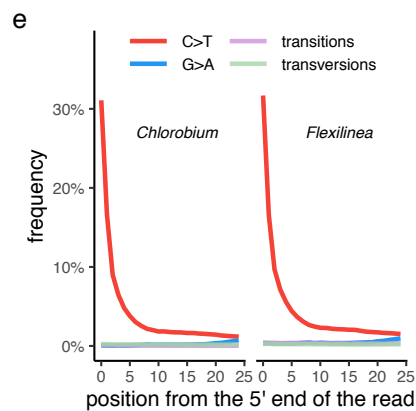 e
C>T transitions
G>A transversions
Chlorobium Flexilinea
30%
20%
10%
0%
frequency
0 5 10 15 20 25 0 5 10 15 20 25
position from the 5' end of the read